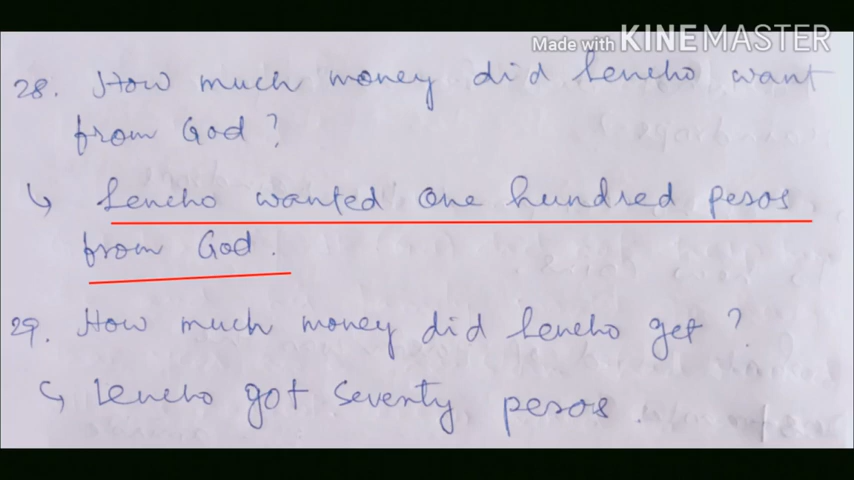 Made with KINEMASTER
28. How much money did Lencho want
from God?
↳ Lencho wanted one hundred pesos
from God.
29. How much money did Lencho get?
↳ Lencho got seventy pesos.